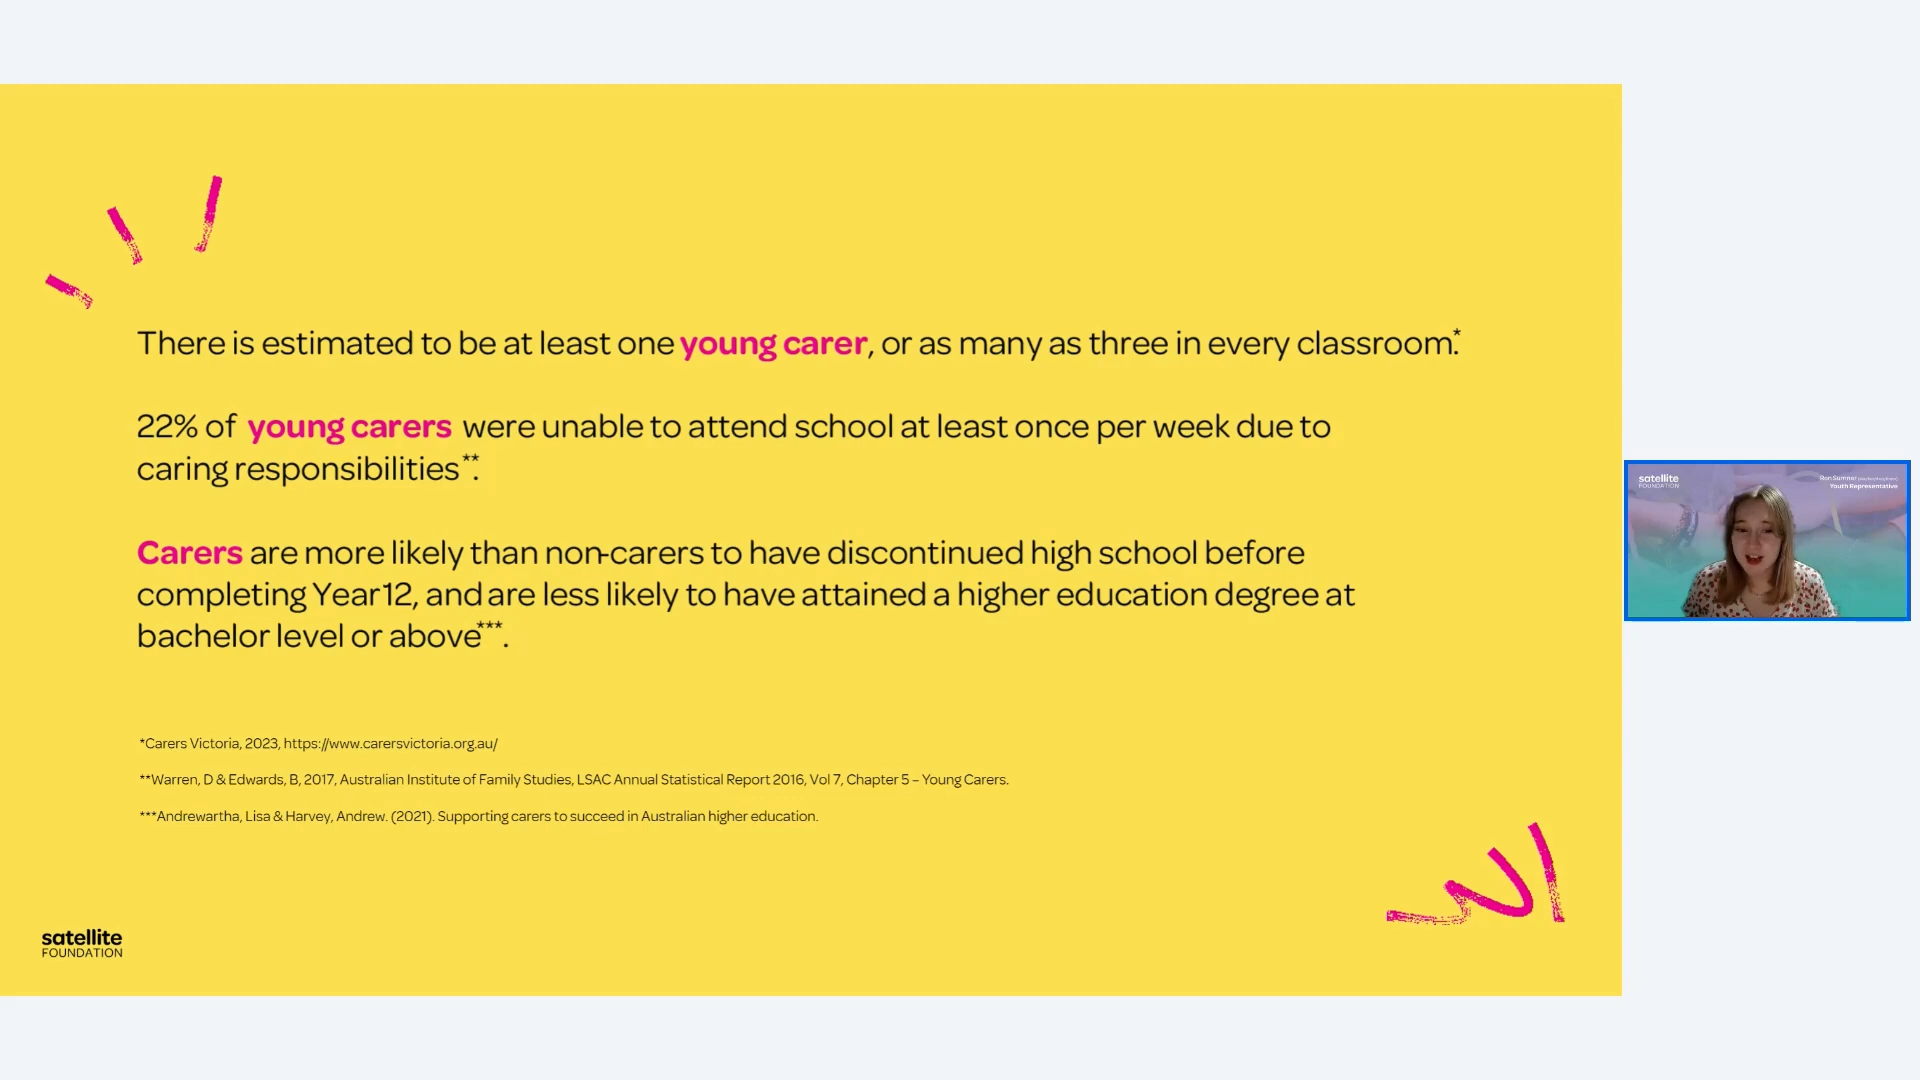 There is estimated to be at least one young carer, or as many as three in every classroom.*
22% of young carers were unable to attend school at least once per week due to
caring responsibilities**.
Carers are more likely than non-carers to have discontinued high school before
completing Year 12, and are less likely to have attained a higher education degree at
bachelor level or above***.
*Carers Victoria, 2023, https://www.carersvictoria.org.au/
**Warren, D & Edwards, B, 2017, Australian Institute of Family Studies, LSAC Annual Statistical Report 2016, Vol 7, Chapter 5 – Young Carers.
***Andrewartha, Lisa & Harvey, Andrew. (2021). Supporting carers to succeed in Australian higher education.
satellite
FOUNDATION
satellite
FOUNDATION
Ren Sumner
Youth Representative